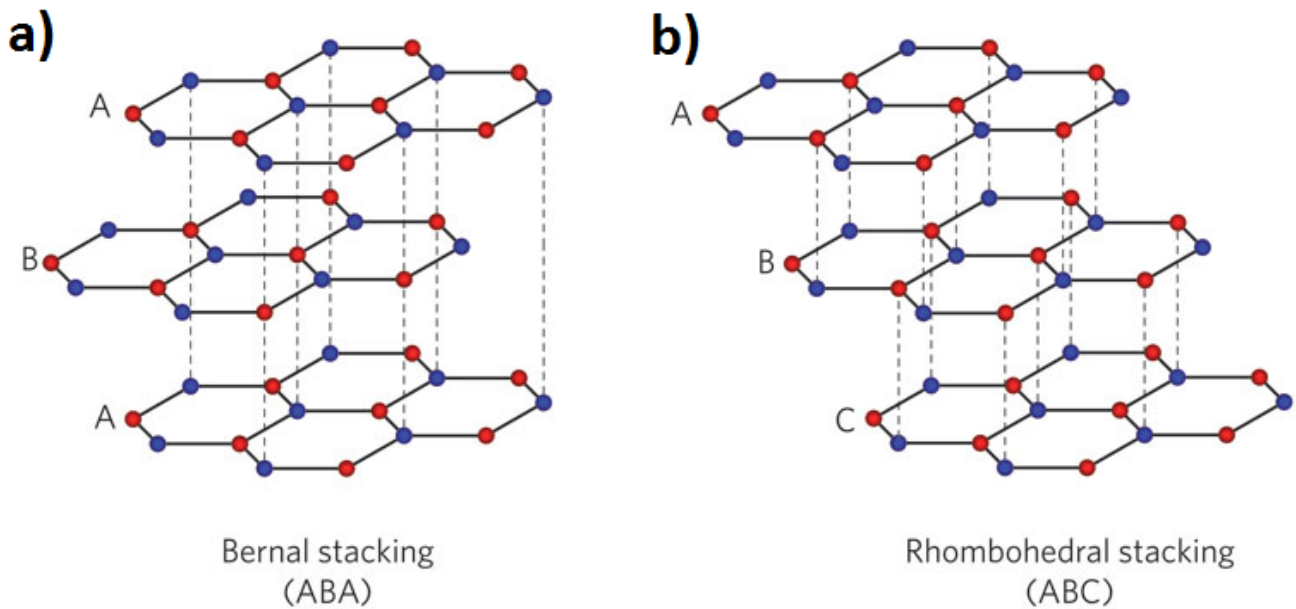 a)
A
B
A
Bernal stacking
(ABA)
b)
A
B
C
Rhombohedral stacking
(ABC)